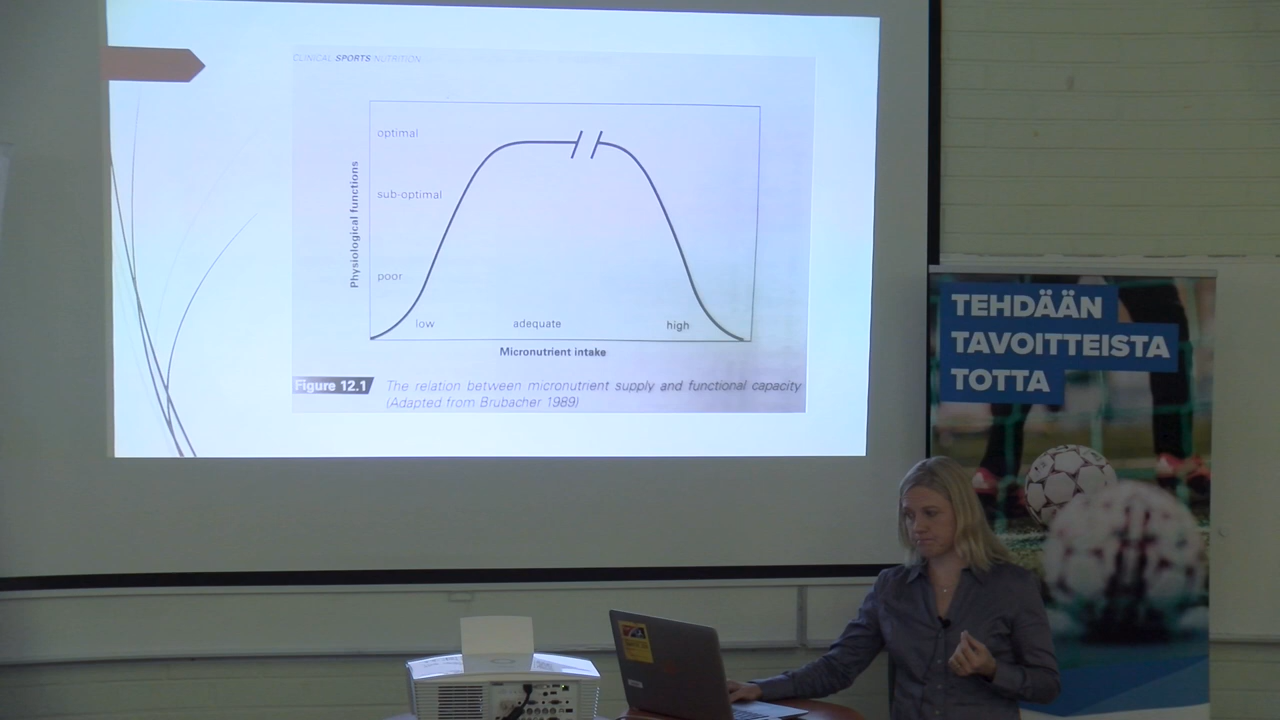 CLINICAL SPORTS NUTRITION
optimal
sub-optimal
poor
Physiological functions
low adequate high
Micronutrient intake
Figure 12.1 The relation between micronutrient supply and functional capacity
(Adapted from Brubacher 1989)
TEHDÄÄN
TAVOITTEISTA
TOTTA